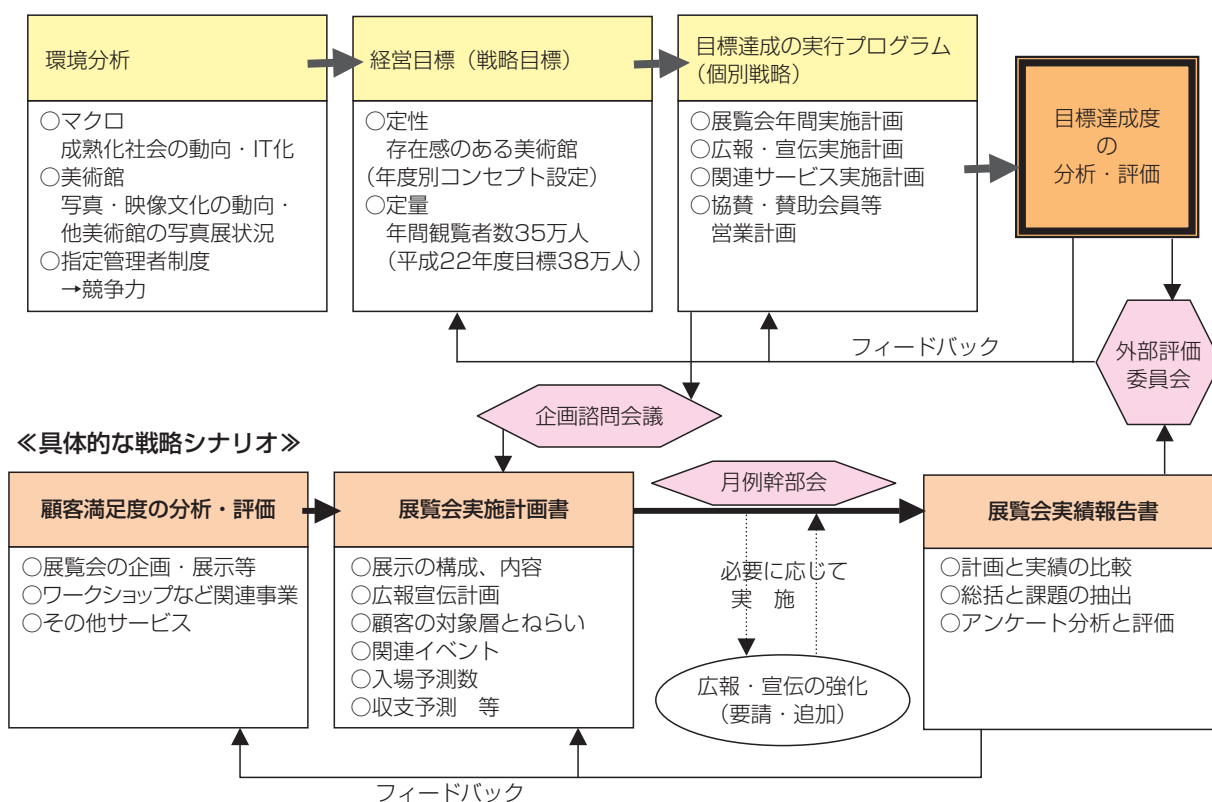 環境分析
○マクロ
成熟化社会の動向・IT化
○美術館
写真・映像文化の動向・
他美術館の写真展状況
○指定管理者制度
→競争力
経営目標（戦略目標）
○定性
存在感のある美術館
（年度別コンセプト設定）
○定量
年間観覧者数35万人
（平成22年度目標38万人）
目標達成の実行プログラム
（個別戦略）
○展覧会年間実施計画
○広報・宣伝実施計画
○関連サービス実施計画
○協賛・賛助会員等
営業計画
目標達成度
の
分析・評価
フィードバック
外部評価
委員会
企画諮問会議
≪具体的な戦略シナリオ≫
顧客満足度の分析・評価
○展覧会の企画・展示等
○ワークショップなど関連事業
○その他サービス
展覧会実施計画書
○展示の構成、内容
○広報宣伝計画
○顧客の対象層とねらい
○関連イベント
○入場予測数
○収支予測　等
月例幹部会
必要に応じて
実　施
広報・宣伝の強化
（要請・追加）
展覧会実績報告書
○計画と実績の比較
○総括と課題の抽出
○アンケート分析と評価
フィードバック